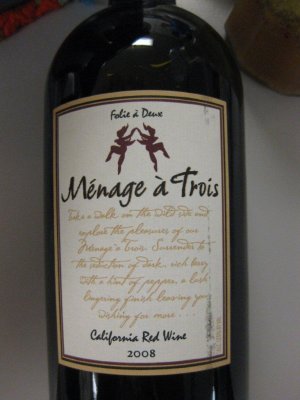 Folie à Deux
Ménage à Trois
Take a walk on the wild side and
explore the pleasures of our
Ménage à Trois. Surrender to
the seduction of dark, rich berry
with a hint of pepper, a lush
lingering finish leaving you
wishing for more . . .
California Red Wine
2008